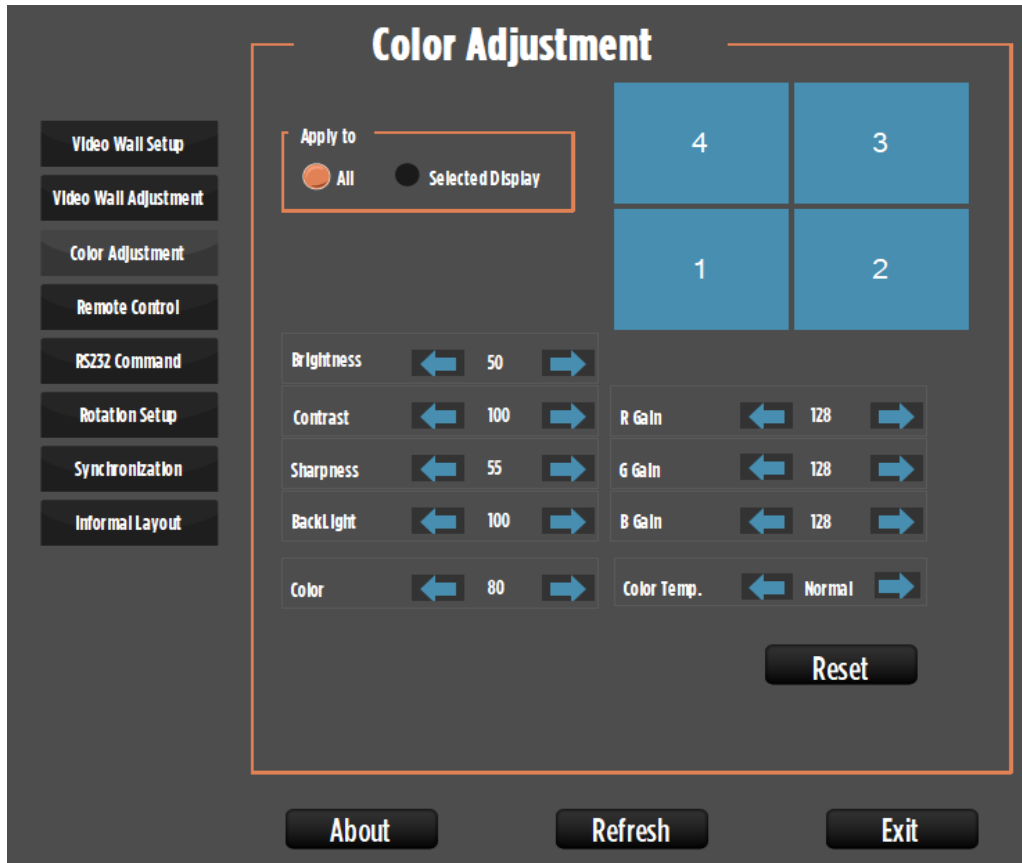 Color Adjustment
Video Wall Setup
Video Wall Adjustment
Color Adjustment
Remote Control
RS232 Command
Rotation Setup
Synchronization
Informal Layout
Apply to
All
Selected Display
4 3
1 2
Brightness 50
Contrast 100
Sharpness 55
BackLight 100
Color 80
R Gain 128
G Gain 128
B Gain 128
Color Temp. Normal
Reset
About Refresh Exit